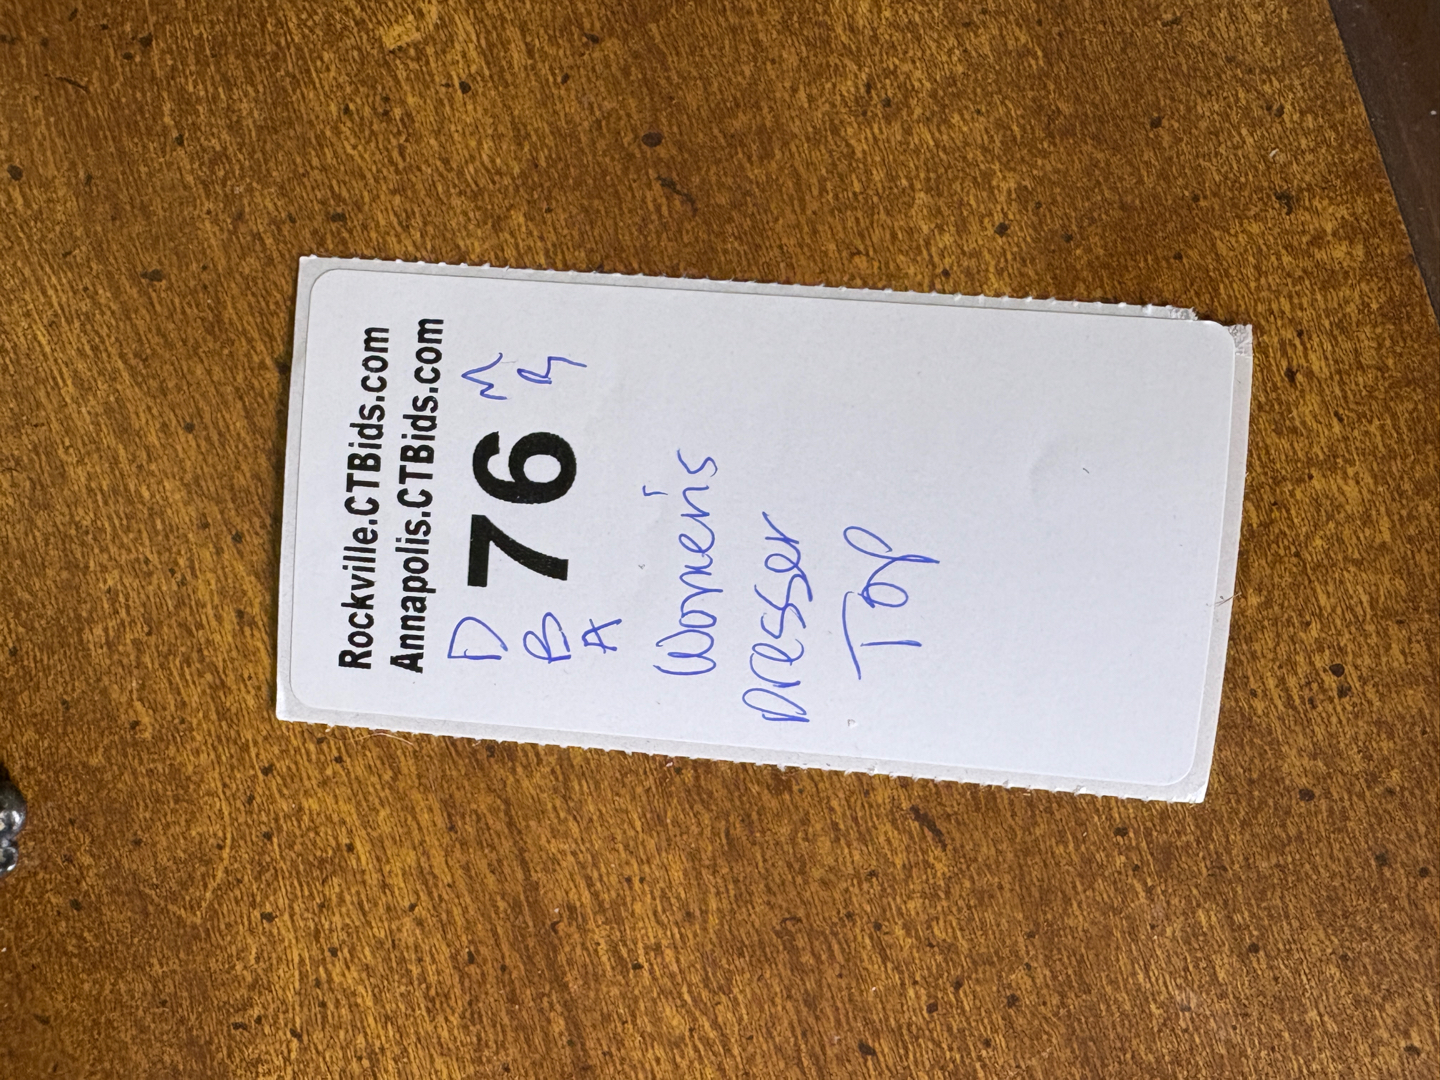 Rockville.CTBids.com
Annapolis.CTBids.com
D
76
B
A
Women's
Dresser
Top